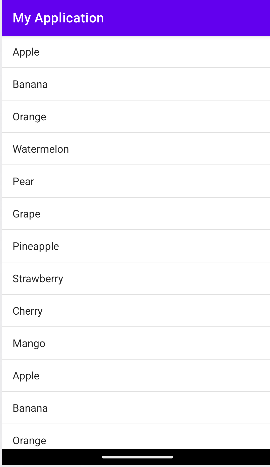 My Application
Apple
Banana
Orange
Watermelon
Pear
Grape
Pineapple
Strawberry
Cherry
Mango
Apple
Banana
Orange